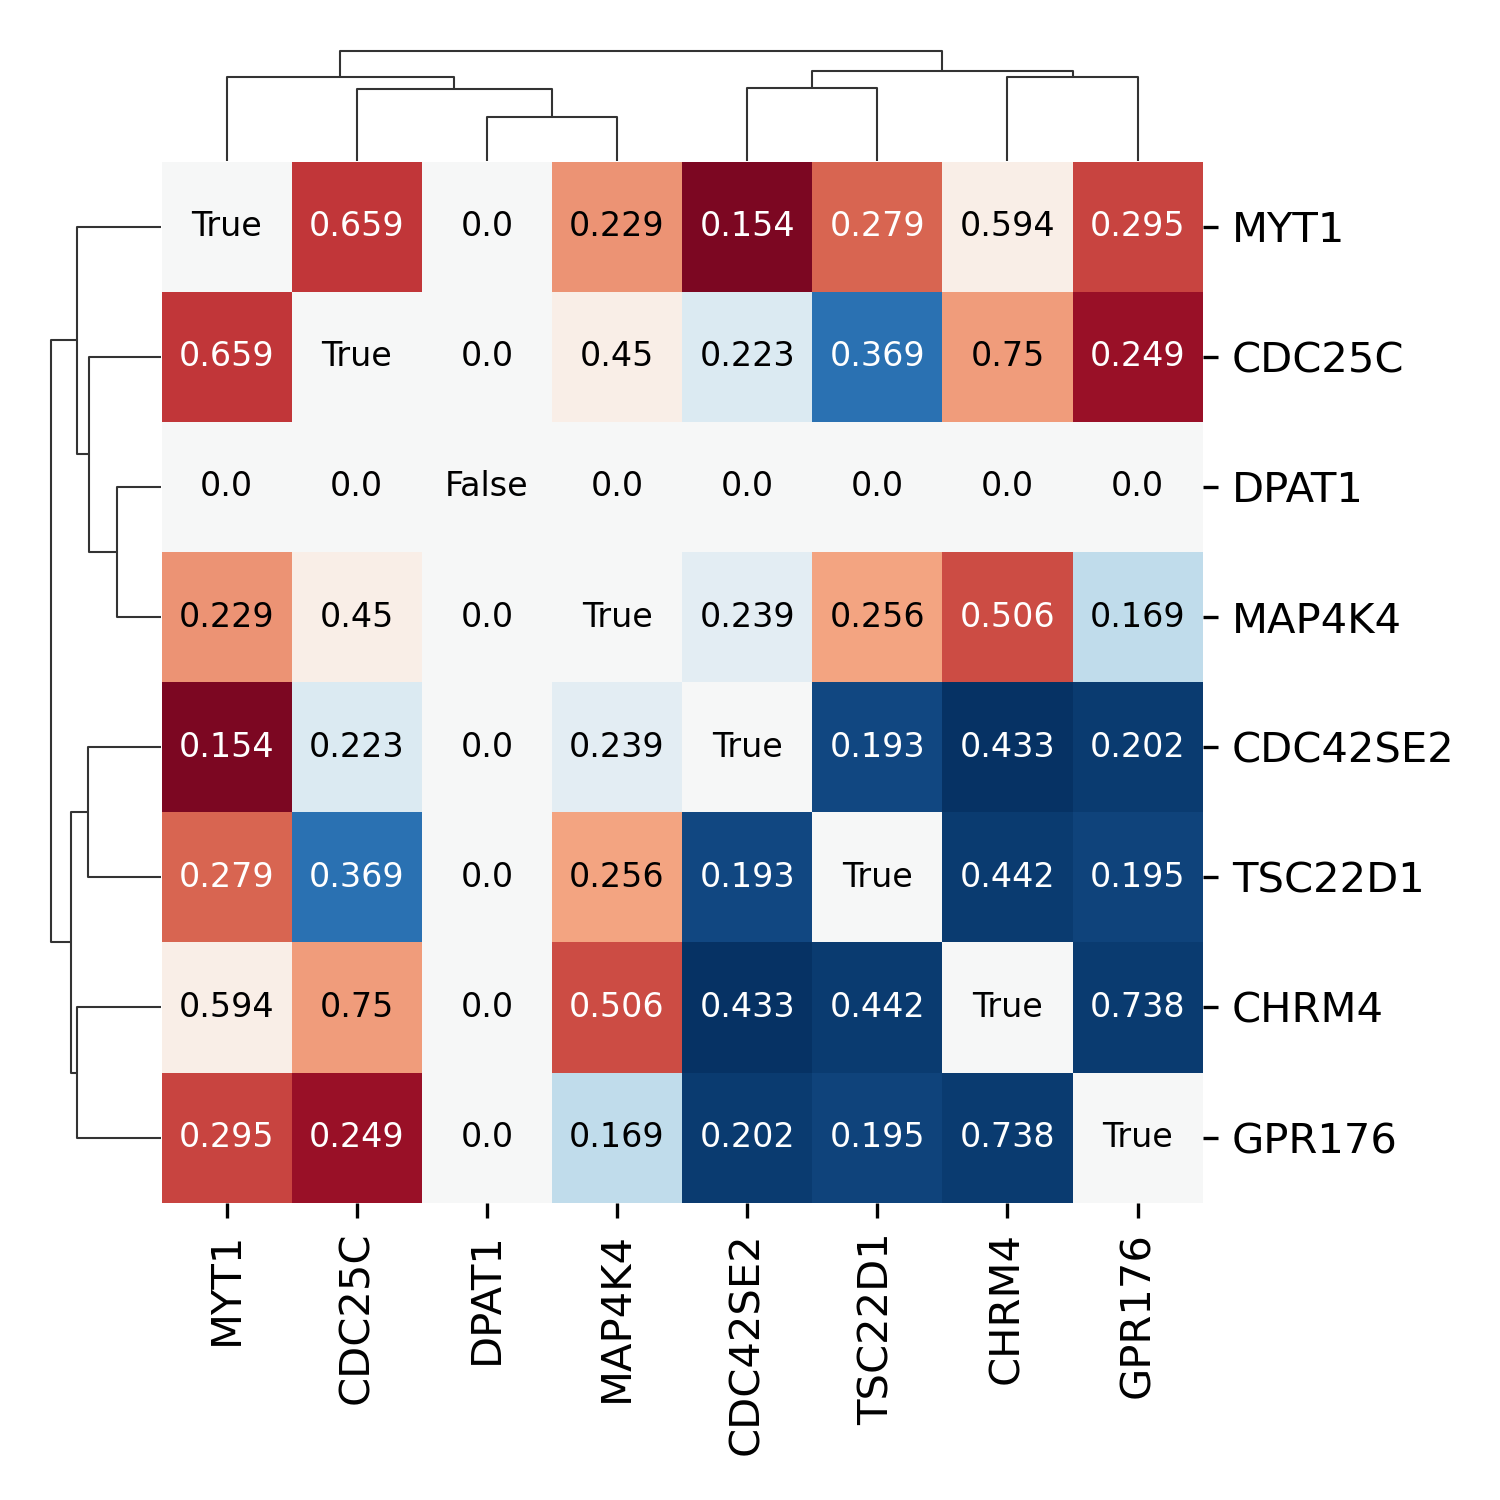 True 0.659 0.0 0.229 0.154 0.279 0.594 0.295 MYT1
0.659 True 0.0 0.45 0.223 0.369 0.75 0.249 CDC25C
0.0 0.0 False 0.0 0.0 0.0 0.0 0.0 DPAT1
0.229 0.45 0.0 True 0.239 0.256 0.506 0.169 MAP4K4
0.154 0.223 0.0 0.239 True 0.193 0.433 0.202 CDC42SE2
0.279 0.369 0.0 0.256 0.193 True 0.442 0.195 TSC22D1
0.594 0.75 0.0 0.506 0.433 0.442 True 0.738 CHRM4
0.295 0.249 0.0 0.169 0.202 0.195 0.738 True GPR176
MYT1
CDC25C
DPAT1
MAP4K4
CDC42SE2
TSC22D1
CHRM4
GPR176